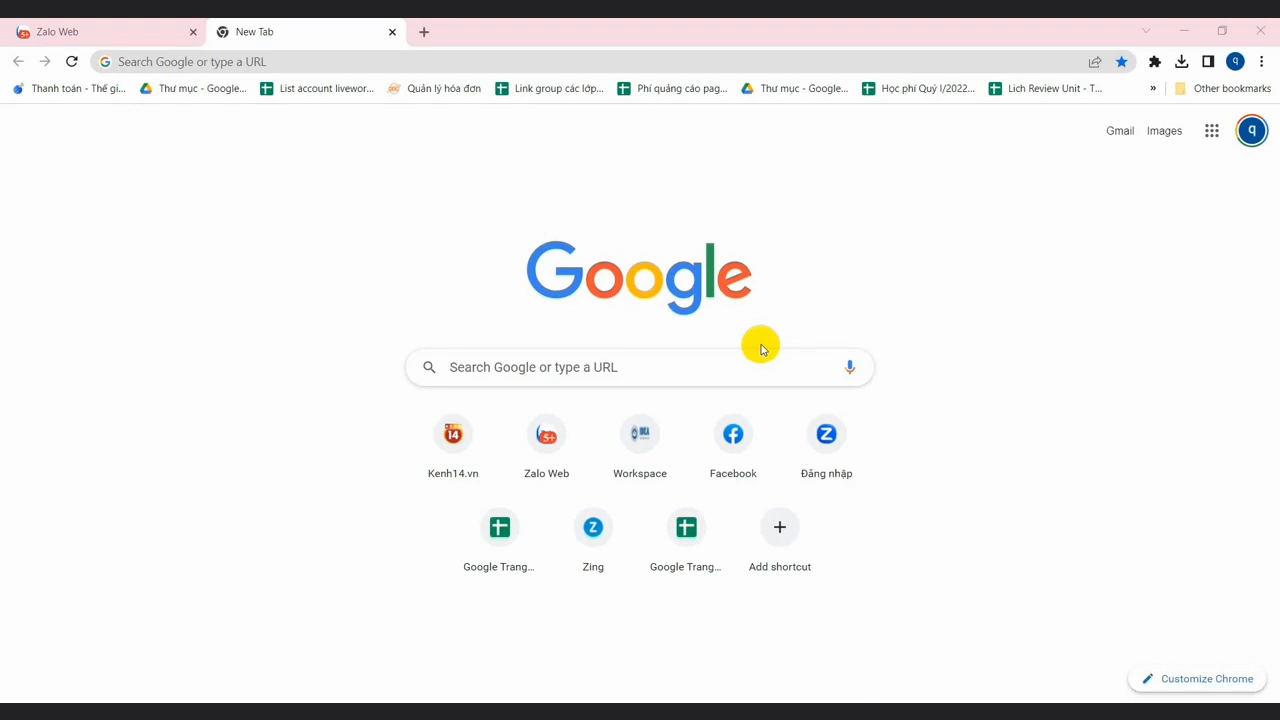 Zalo Web
New Tab
Search Google or type a URL
q
Thanh toán - Thế gi...
Thư mục - Google...
List account livewor...
Quản lý hóa đơn
Link group các lớp...
Phí quảng cáo pag...
Thư mục - Google...
Học phí Quý I/2022...
Lich Review Unit - T...
»
Other bookmarks
Gmail
Images
q
Google
Search Google or type a URL
Kenh14.vn
Zalo Web
Workspace
Facebook
Đăng nhập
Google Trang...
Zing
Google Trang...
Add shortcut
Customize Chrome